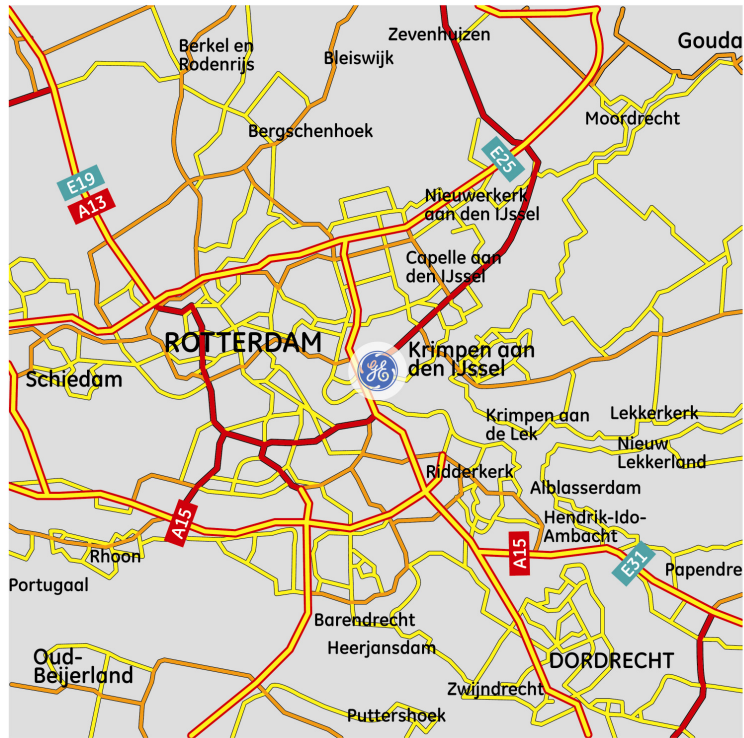 Zevenhuizen
Gouda
Berkel en
Rodenrijs
Bleiswijk
Moordrecht
Bergschenhoek
E25
E19
A13
Nieuwerkerk
aan den IJssel
Capelle aan
den IJssel
ROTTERDAM
Krimpen aan
den IJssel
GE
Schiedam
Krimpen aan
de Lek
Lekkerkerk
Nieuw
Lekkerland
Ridderkerk
Alblasserdam
A15
Hendrik-Ido-
Ambacht
A15
E31
Rhoon
Portugaal
Papendre
Barendrecht
Heerjansdam
Oud-
Beijerland
DORDRECHT
Zwijndrecht
Puttershoek